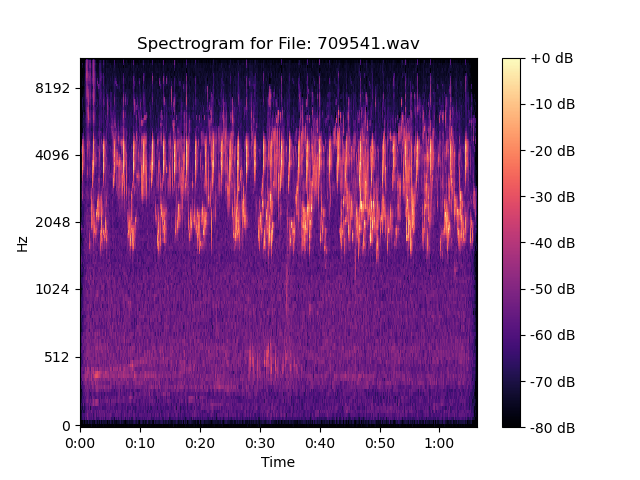 Spectrogram for File: 709541.wav
8192
4096
2048
1024
512
0
Hz
0:00 0:10 0:20 0:30 0:40 0:50 1:00
Time
+0 dB
-10 dB
-20 dB
-30 dB
-40 dB
-50 dB
-60 dB
-70 dB
-80 dB